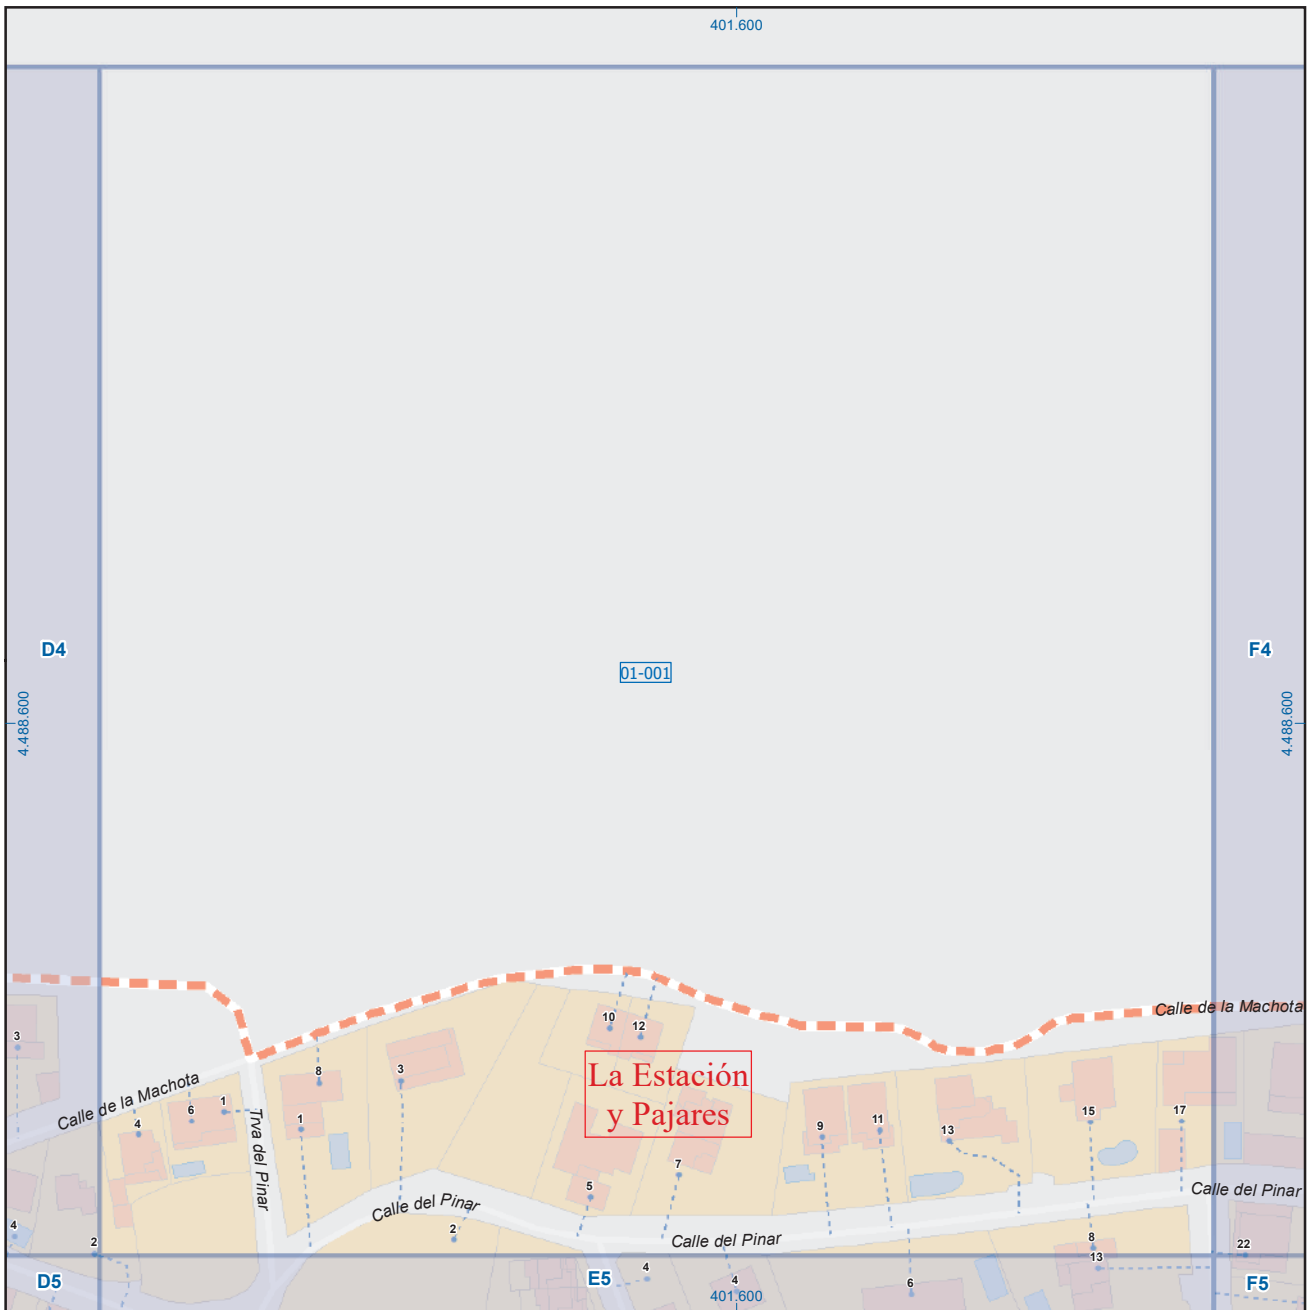 401.600
D4
F4
01-001
4.488.600
4.488.600
Calle de la Machota
3
10
12
La Estación
y Pajares
8
3
Calle de la Machota
6
1
4
1
Trva del Pinar
9
11
13
15
17
7
5
Calle del Pinar
Calle del Pinar
4
2
2
Calle del Pinar
8
22
13
D5
E5
4
4
6
F5
401.600